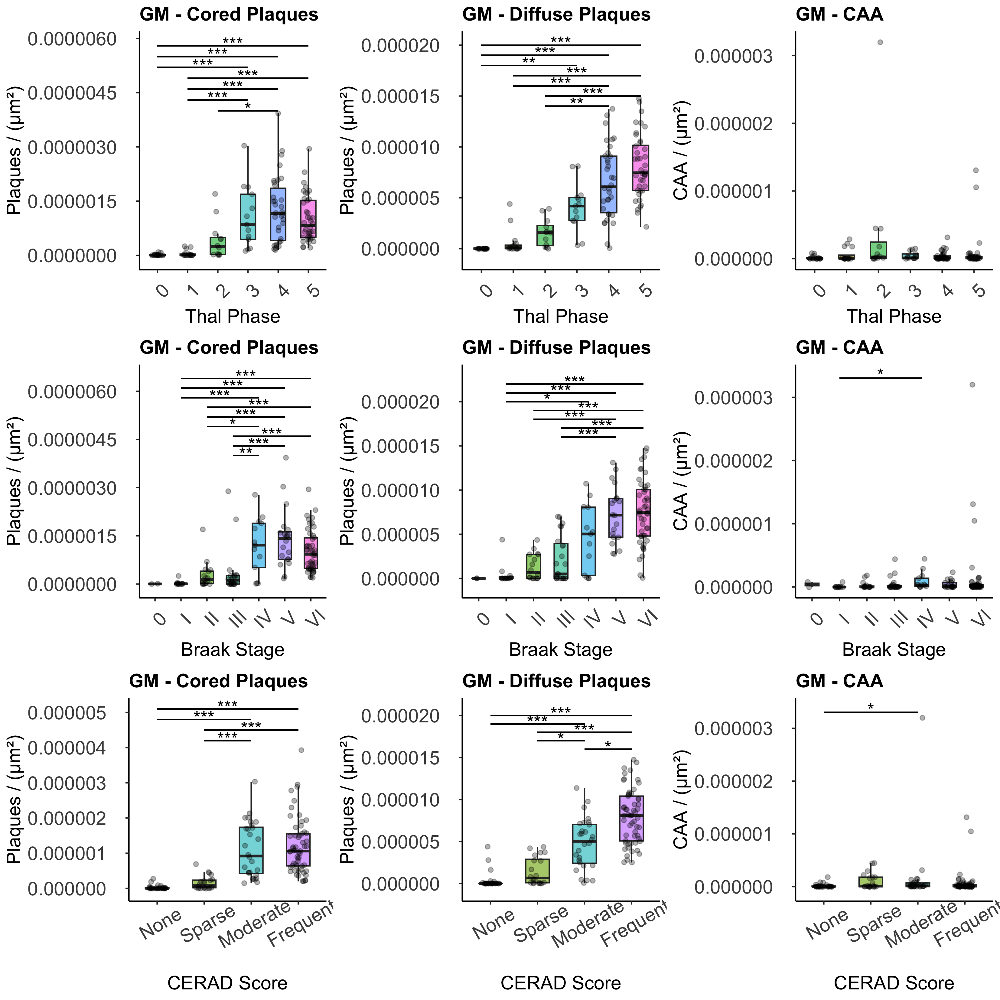 GM - Cored Plaques
Plaques / (µm²)
0.0000060
0.0000045
0.0000030
0.0000015
0.0000000
***
***
***
***
***
***
*
0
1
2
3
4
5
Thal Phase
GM - Diffuse Plaques
Plaques / (µm²)
0.000020
0.000015
0.000010
0.000005
0.000000
***
***
**
***
***
***
**
0
1
2
3
4
5
Thal Phase
GM - CAA
CAA / (µm²)
0.000003
0.000002
0.000001
0.000000
0
1
2
3
4
5
Thal Phase
GM - Cored Plaques
Plaques / (µm²)
0.0000060
0.0000045
0.0000030
0.0000015
0.0000000
***
***
***
***
***
*
***
***
**
0
I
II
III
IV
V
VI
Braak Stage
GM - Diffuse Plaques
Plaques / (µm²)
0.000020
0.000015
0.000010
0.000005
0.000000
***
***
*
***
***
***
***
0
I
II
III
IV
V
VI
Braak Stage
GM - CAA
CAA / (µm²)
0.000003
0.000002
0.000001
0.000000
*
0
I
II
III
IV
V
VI
Braak Stage
GM - Cored Plaques
Plaques / (µm²)
0.000005
0.000004
0.000003
0.000002
0.000001
0.000000
***
***
***
***
None
Sparse
Moderate
Frequent
CERAD Score
GM - Diffuse Plaques
Plaques / (µm²)
0.000020
0.000015
0.000010
0.000005
0.000000
***
***
***
*
*
None
Sparse
Moderate
Frequent
CERAD Score
GM - CAA
CAA / (µm²)
0.000003
0.000002
0.000001
0.000000
*
None
Sparse
Moderate
Frequent
CERAD Score